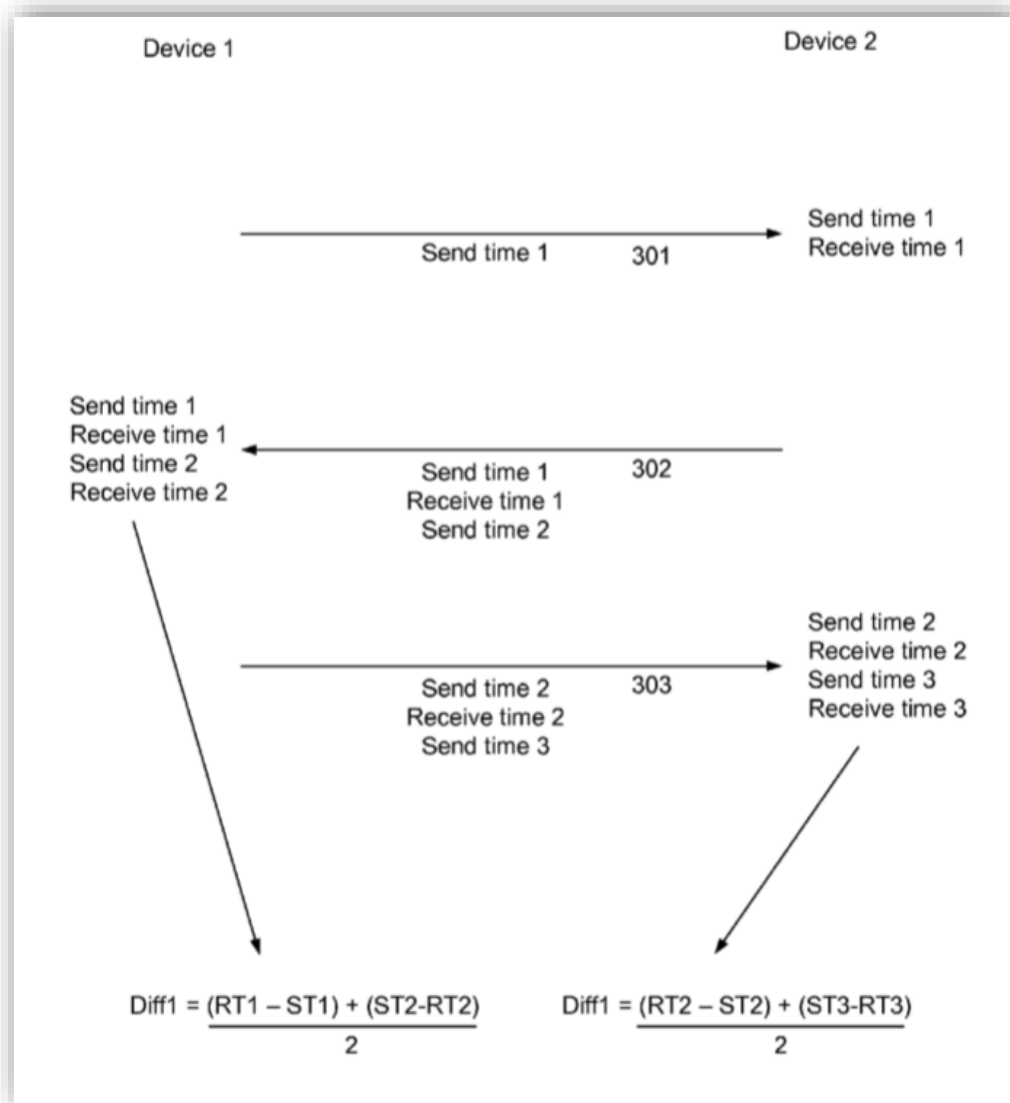 Device 1
Device 2
Send time 1
Receive time 1
Send time 1
301
Send time 1
Receive time 1
Send time 2
Receive time 2
302
Send time 1
Receive time 1
Send time 2
Send time 2
Receive time 2
Send time 3
Receive time 3
303
Send time 2
Receive time 2
Send time 3
Diff1 = (RT1 – ST1) + (ST2-RT2)
2
Diff1 = (RT2 – ST2) + (ST3-RT3)
2